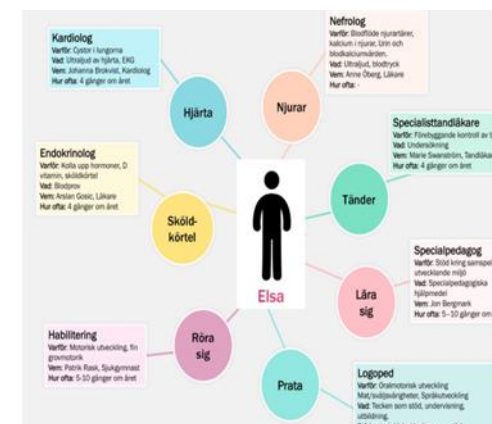 Kardiolog
Varför: Cystor i lungorna
Vad: Ultraljud av hjärta, EKG
Vem: Johanna Brokvist, Kardiolog
Hur ofta: 4 gånger om året
Hjärta
Nefrolog
Varför: Blodflöde njurartärer,
kalcium i njurar, Urin och
blodkalciumvärden.
Vad: Ultraljud, blodtryck
Vem: Anne Öberg, Läkare
Hur ofta: -
Njurar
Specialisttandläkare
Varför: Förebyggande kontroll av
Vad: Undersökning
Vem: Marie Swanström, Tandläkar
Hur ofta: 4 gånger om året
Tänder
Endokrinolog
Varför: Kolla upp hormoner, D
vitamin, sköldkörtel
Vad: Blodprov
Vem: Arslan Gosic, Läkare
Hur ofta: 4 gånger om året
Sköld-
körtel
Elsa
Specialpedagog
Varför: Stöd kring samspel
utvecklande miljö
Vad: Specialpedagogiska
hjälpmedel
Vem: Jon Bergmark
Hur ofta: 5-10 gånger om
Lära
sig
Habilitering
Varför: Motorisk utveckling, fin
grovmotorik
Vem: Patrik Rask, Sjukgymnast
Hur ofta: 5-10 gånger om året
Röra
sig
Prata
Logoped
Varför: Oralmotorisk utveckling
Mat/sväljsvårigheter, Språkutveckling
Vad: Tecken som stöd, undervisning,
utbildning.